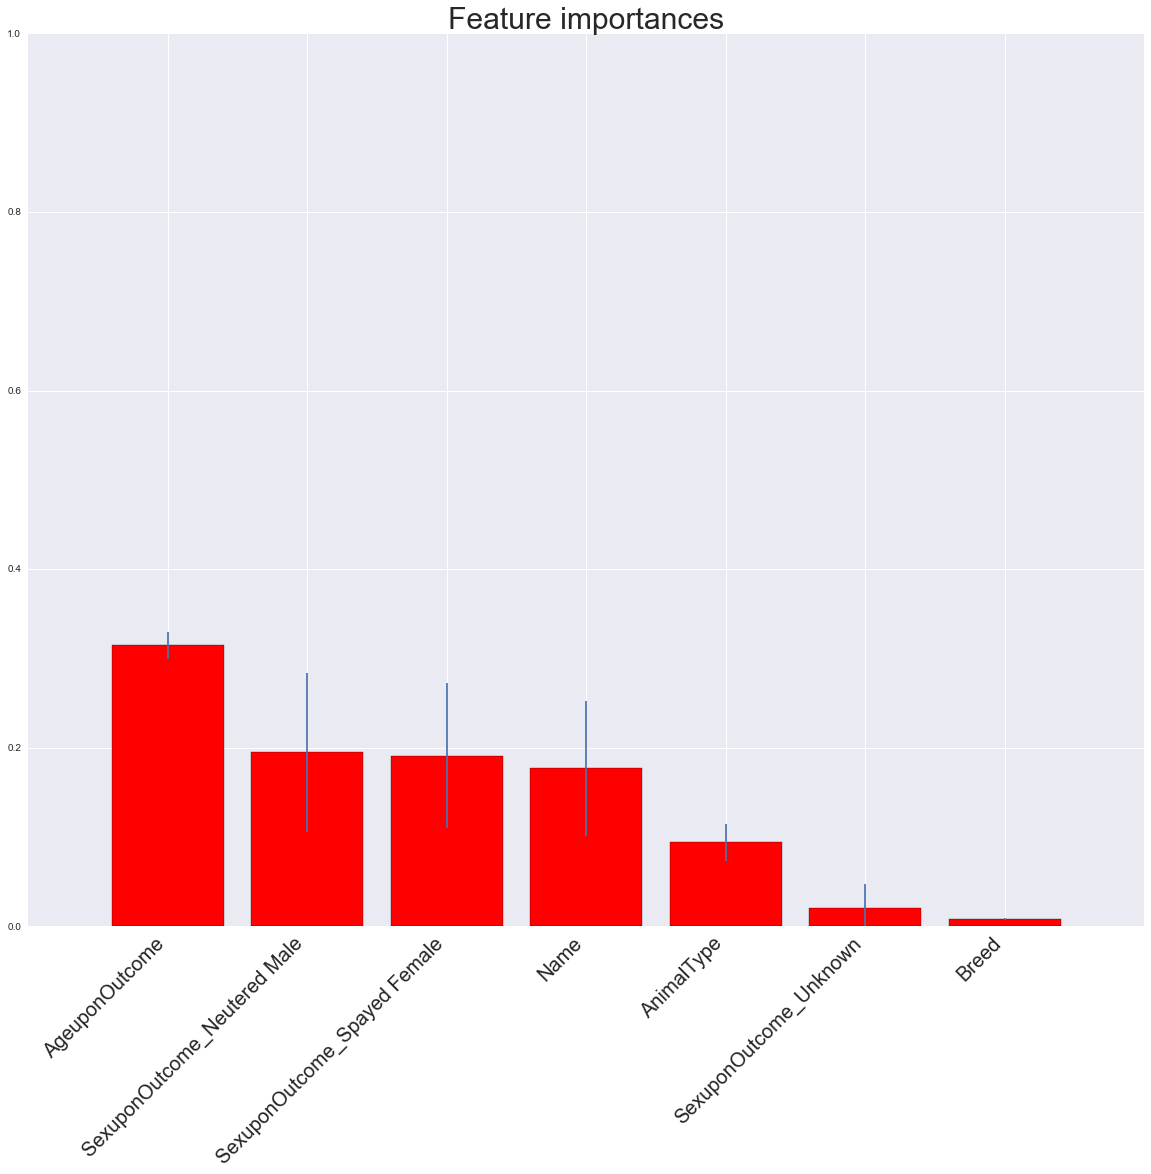 Feature importances
1.0
0.8
0.6
0.4
0.2
0.0
AgeuponOutcome
SexuponOutcome_Neutered Male
SexuponOutcome_Spayed Female
Name
AnimalType
SexuponOutcome_Unknown
Breed